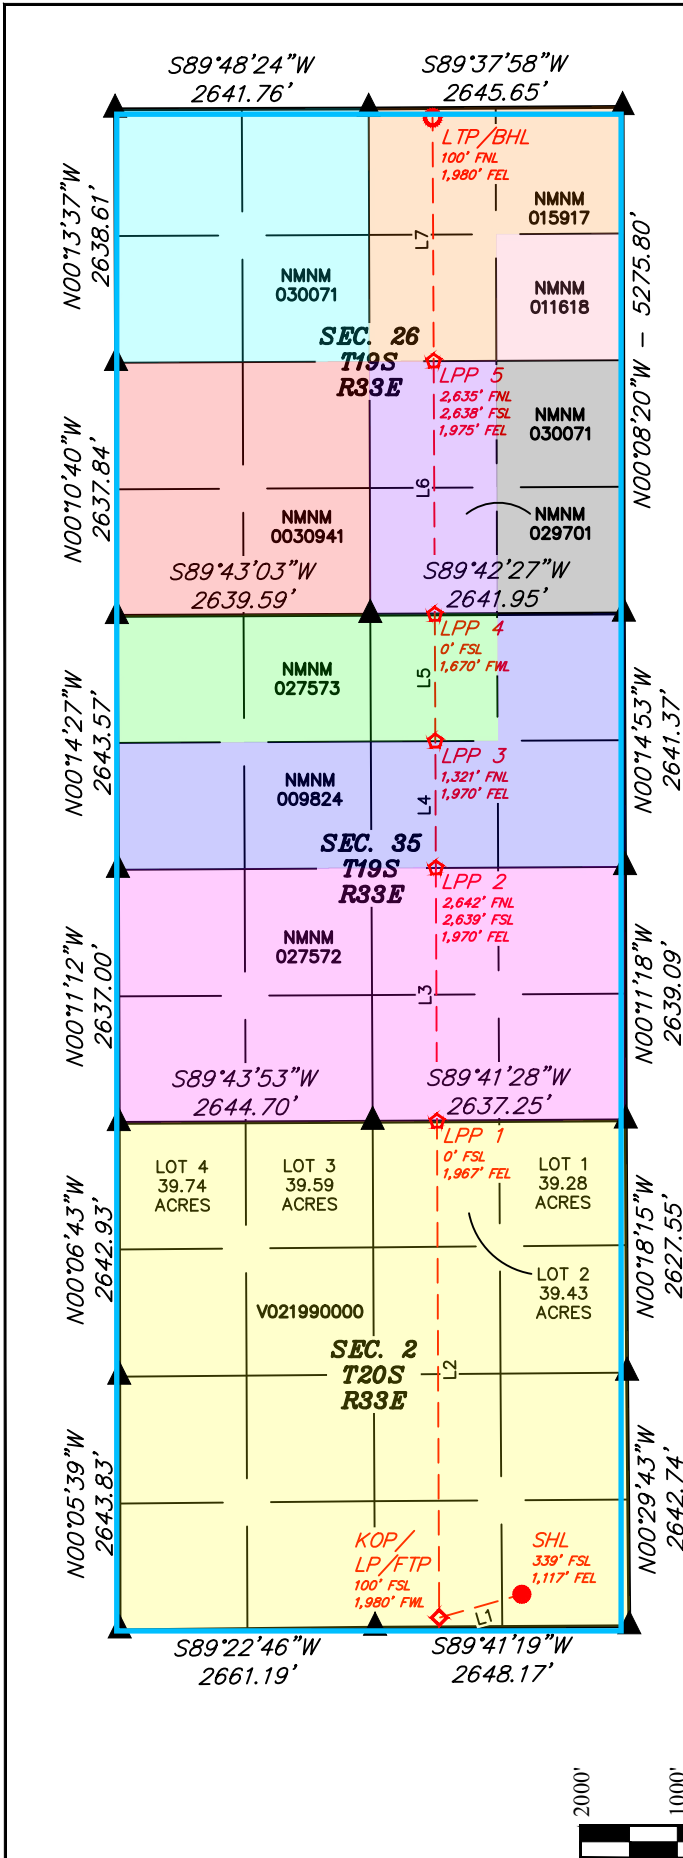 S89°48'24"W
2641.76'
S89°37'58"W
2645.65'
LTP/BHL
100' FNL
1,980' FEL
N00°13'37"W
2638.61'
NMNM
015917
L7
N00°08'20"W – 5275.80'
NMNM
030071
NMNM
011618
SEC. 26
T19S
R33E
LPP 5
2,635' FNL
2,638' FSL
1,975' FEL
NMNM
030071
N00°10'40"W
2637.84'
L6
NMNM
0030941
NMNM
029701
S89°43'03"W
2639.59'
S89°42'27"W
2641.95'
LPP 4
0' FSL
1,670' FWL
NMNM
027573
L5
N00°14'27"W
2643.57'
N00°14'53"W
2641.37'
LPP 3
1,321' FNL
1,970' FEL
NMNM
009824
L4
SEC. 35
T19S
R33E
LPP 2
2,642' FNL
2,639' FSL
1,970' FEL
NMNM
027572
L3
N00°11'12"W
2637.00'
N00°11'18"W
2639.09'
S89°43'53"W
2644.70'
S89°41'28"W
2637.25'
LPP 1
0' FSL
1,967' FEL
LOT 4
39.74
ACRES
LOT 3
39.59
ACRES
LOT 1
39.28
ACRES
N00°06'43"W
2642.93'
N00°18'15"W
2627.55'
LOT 2
39.43
ACRES
V021990000
SEC. 2
T20S
R33E
L2
N00°05'39"W
2643.83'
N00°29'43"W
2642.74'
KOP/
LP/FTP
100' FSL
1,980' FWL
SHL
339' FSL
1,117' FEL
L1
S89°22'46"W
2661.19'
S89°41'19"W
2648.17'
2000'
1000'